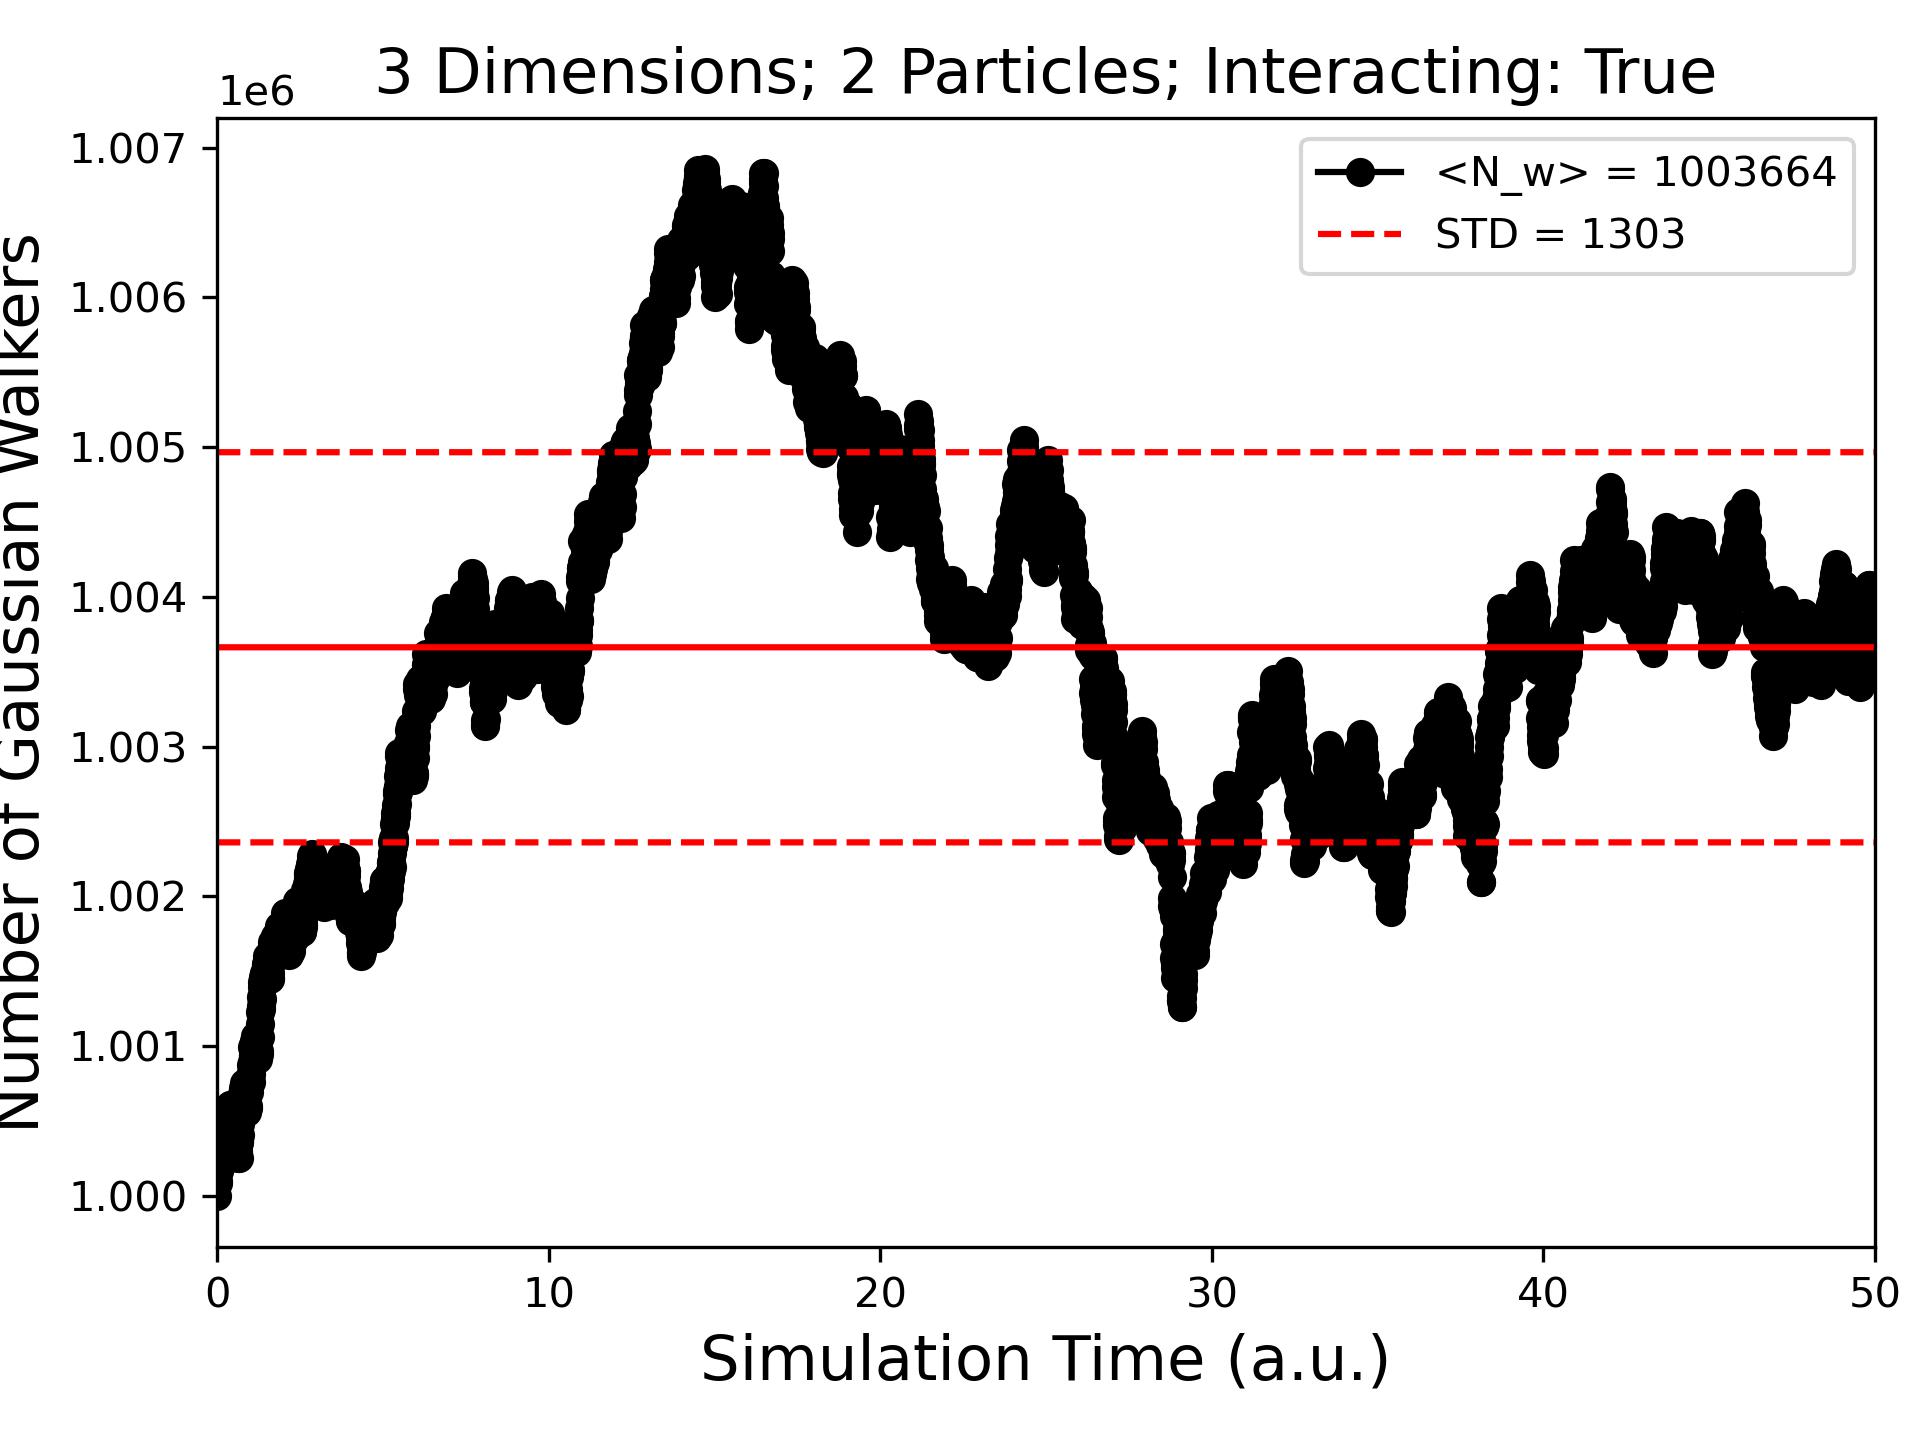 3 Dimensions; 2 Particles; Interacting: True
1e6
<N_w> = 1003664
STD = 1303
Number of Gaussian Walkers
1.007
1.006
1.005
1.004
1.003
1.002
1.001
1.000
0 10 20 30 40 50
Simulation Time (a.u.)